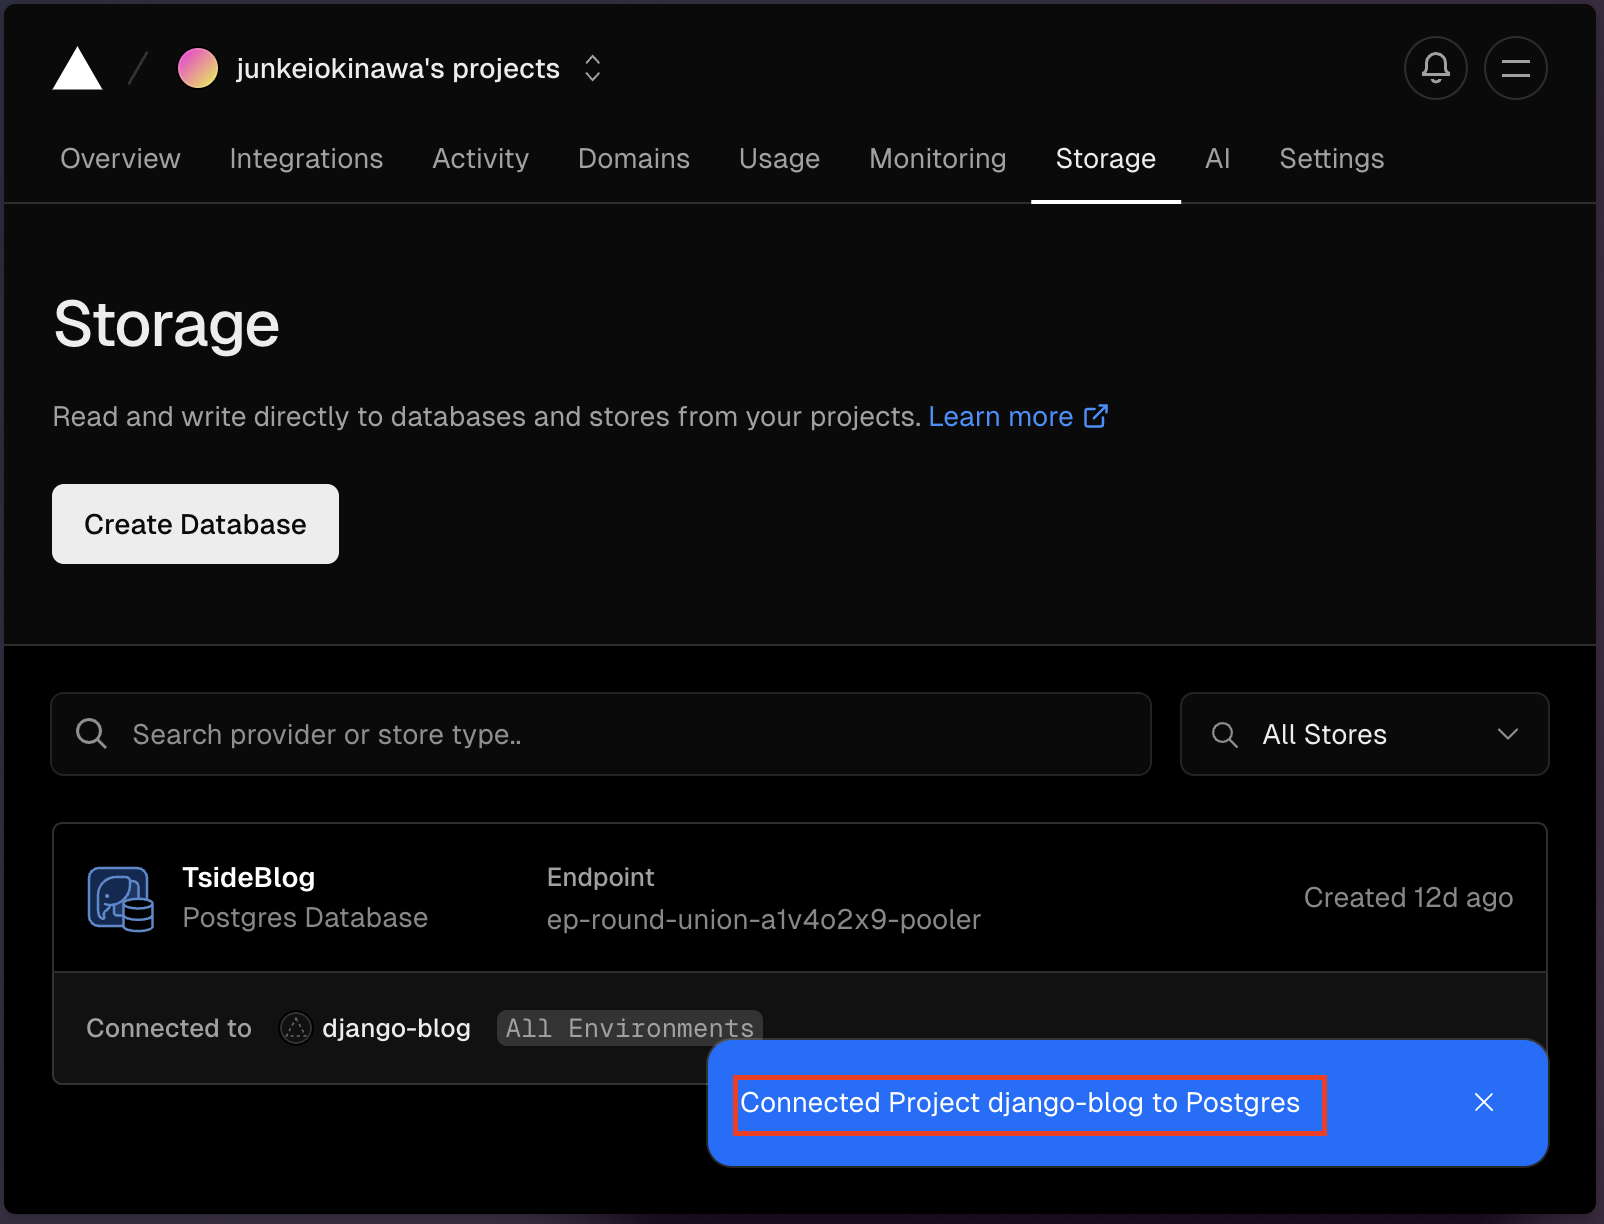 junkeiokinawa's projects
Overview Integrations Activity Domains Usage Monitoring Storage AI Settings
Storage
Read and write directly to databases and stores from your projects. Learn more
Create Database
Search provider or store type..
All Stores
TsideBlog
Postgres Database
Endpoint
ep-round-union-a1v4o2x9-pooler
Created 12d ago
Connected to django-blog All Environments
Connected Project django-blog to Postgres